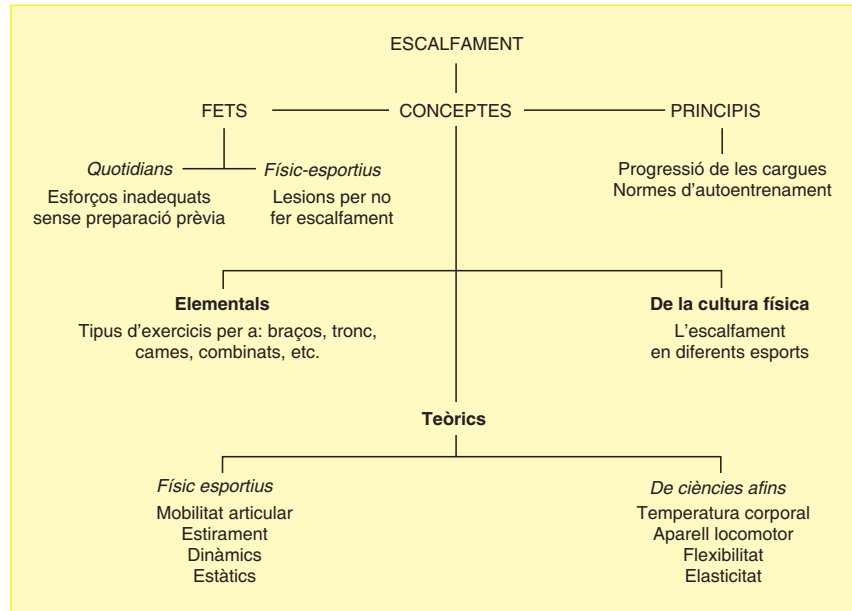 ESCALFAMENT
FETS CONCEPTES PRINCIPIS
Quotidians Físic-esportius
Esforços inadequats
sense preparació prèvia
Lesions per no
fer escalfament
Progressió de les cargues
Normes d'autoentrenament
Elementals
Tipus d'exercicis per a: braços, tronc,
cames, combinats, etc.
De la cultura física
L'escalfament
en diferents esports
Teòrics
Físic esportius
Mobilitat articular
Estirament
Dinàmics
Estàtics
De ciències afins
Temperatura corporal
Aparell locomotor
Flexibilitat
Elasticitat